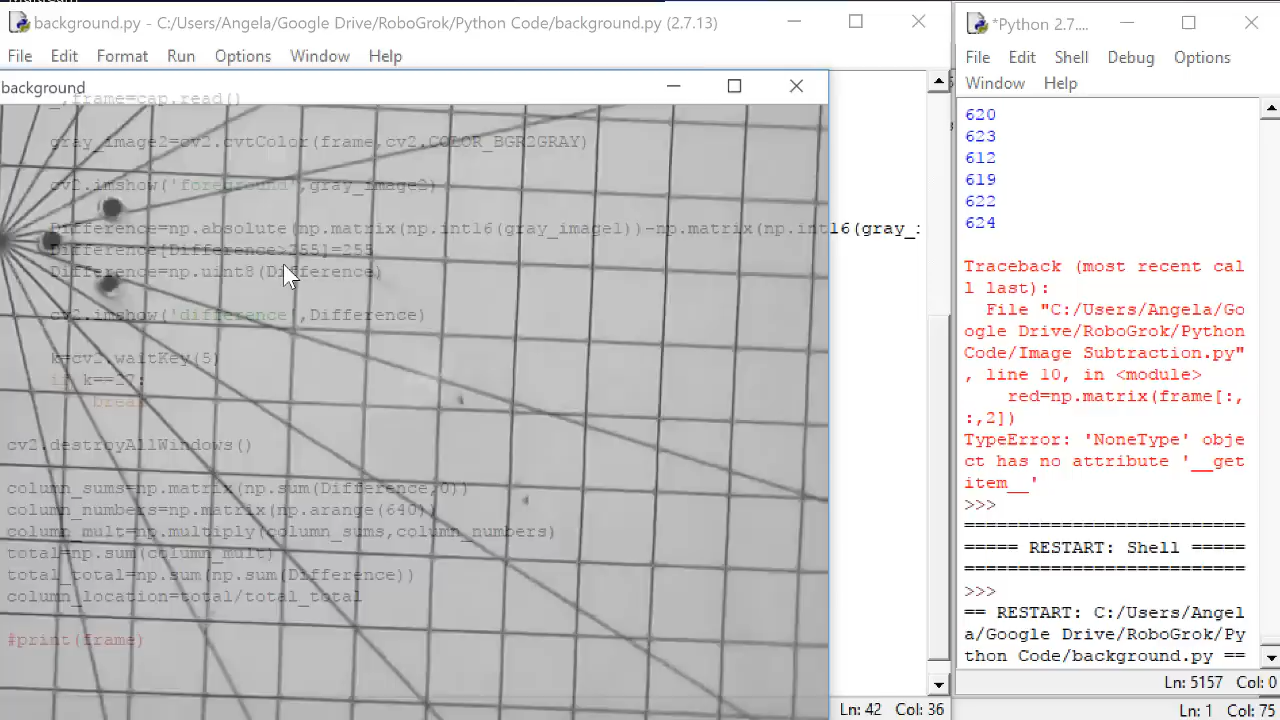 background.py - C:/Users/Angela/Google Drive/RoboGrok/Python Code/background.py (2.7.13)
File Edit Format Run Options Window Help
background
_,frame=cap.read()
gray_image2=cv2.cvtColor(frame,cv2.COLOR_BGR2GRAY)
cv2.imshow('foreground',gray_image2)
Difference=np.absolute(np.matrix(np.int16(gray_image1))-np.matrix(np.int16(gray_i
Difference[Difference>255]=255
Difference=np.uint8(Difference)
cv2.imshow('difference',Difference)
k=cv2.waitKey(5)
if k==27:
break
cv2.destroyAllWindows()
column_sums=np.matrix(np.sum(Difference,0))
column_numbers=np.matrix(np.arange(640))
column_mult=np.multiply(column_sums,column_numbers)
total=np.sum(column_mult)
total_total=np.sum(np.sum(Difference))
column_location=total/total_total
#print(frame)
Ln: 42 Col: 36
*Python 2.7....
File Edit Shell Debug Options
Window Help
620
623
612
619
622
624
Traceback (most recent cal
l last):
File "C:/Users/Angela/Go
ogle Drive/RoboGrok/Python
Code/Image Subtraction.py"
, line 10, in <module>
red=np.matrix(frame[:,
:,2])
TypeError: 'NoneType' obje
ct has no attribute '__get
item__'
>>>
==========================
===== RESTART: Shell =====
==========================
>>>
== RESTART: C:/Users/Angel
a/Google Drive/RoboGrok/Py
thon Code/background.py ==
Ln: 5157 Col: 0
Ln: 1 Col: 75